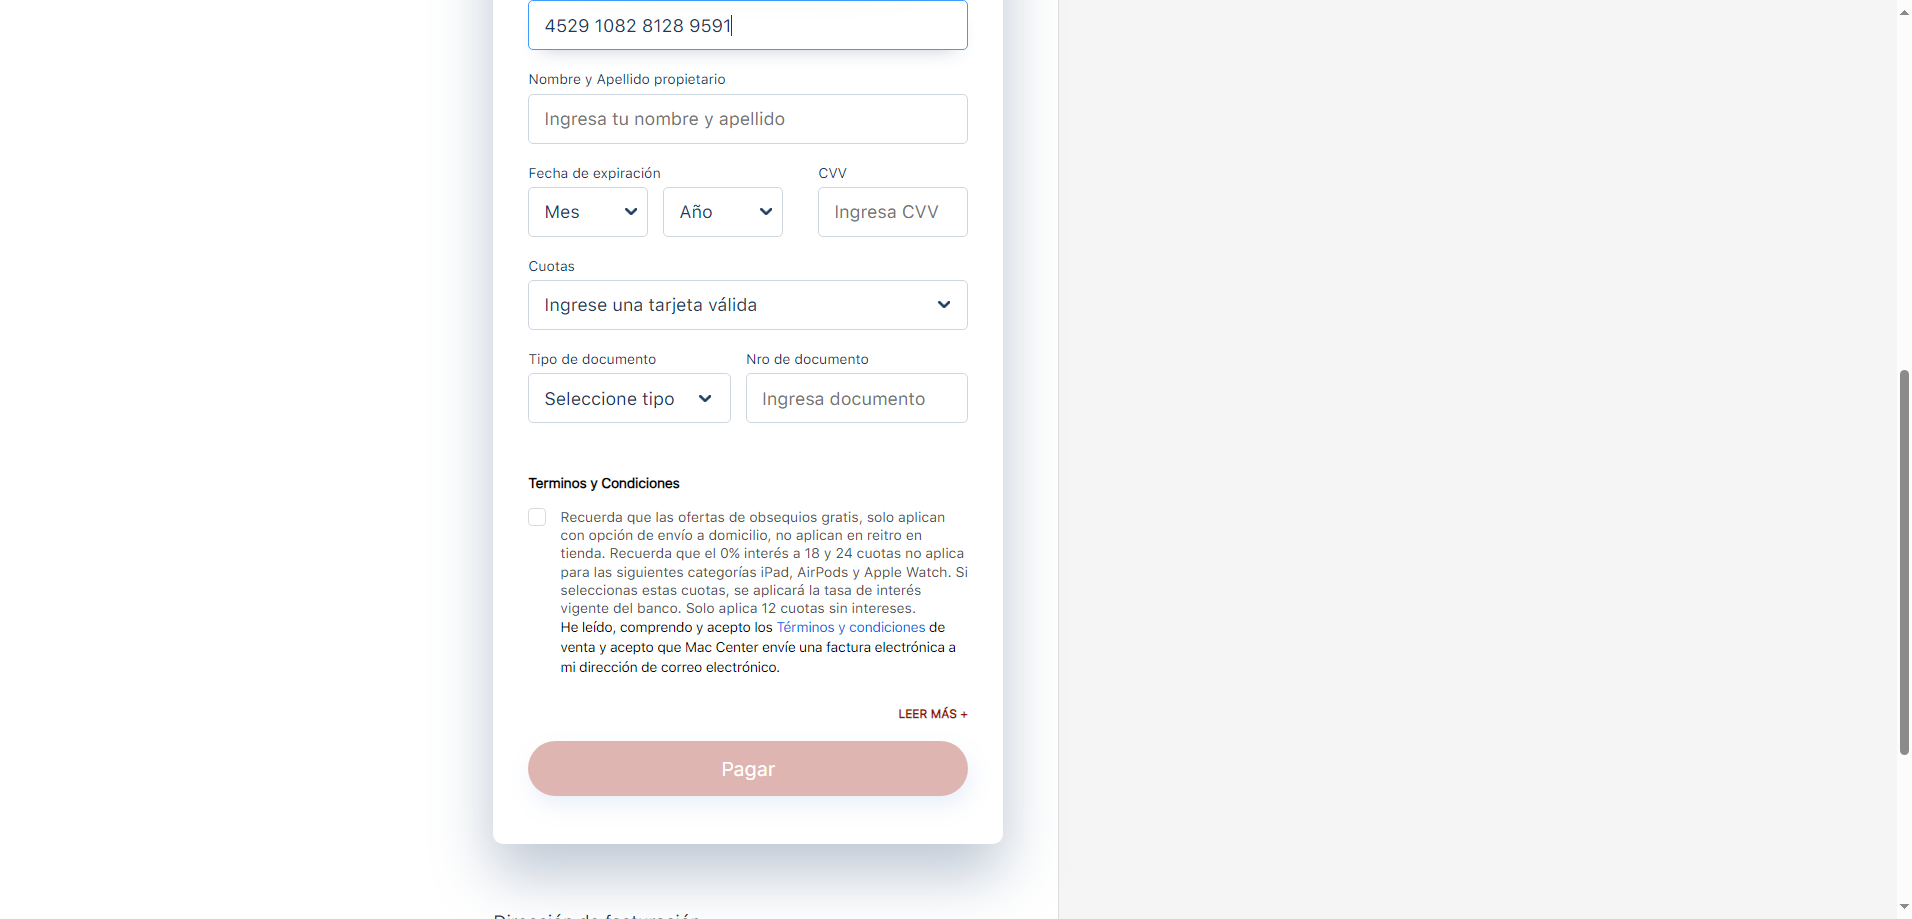 4529 1082 8128 9591
Nombre y Apellido propietario
Ingresa tu nombre y apellido
Fecha de expiración
CVV
Mes
Año
Ingresa CVV
Cuotas
Ingrese una tarjeta válida
Tipo de documento
Nro de documento
Seleccione tipo
Ingresa documento
Terminos y Condiciones
Recuerda que las ofertas de obsequios gratis, solo aplican
con opción de envío a domicilio, no aplican en reitro en
tienda. Recuerda que el 0% interés a 18 y 24 cuotas no aplica
para las siguientes categorías iPad, AirPods y Apple Watch. Si
seleccionas estas cuotas, se aplicará la tasa de interés
vigente del banco. Solo aplica 12 cuotas sin intereses.
He leído, comprendo y acepto los Términos y condiciones de
venta y acepto que Mac Center envíe una factura electrónica a
mi dirección de correo electrónico.
LEER MÁS +
Pagar
Dirección de facturación